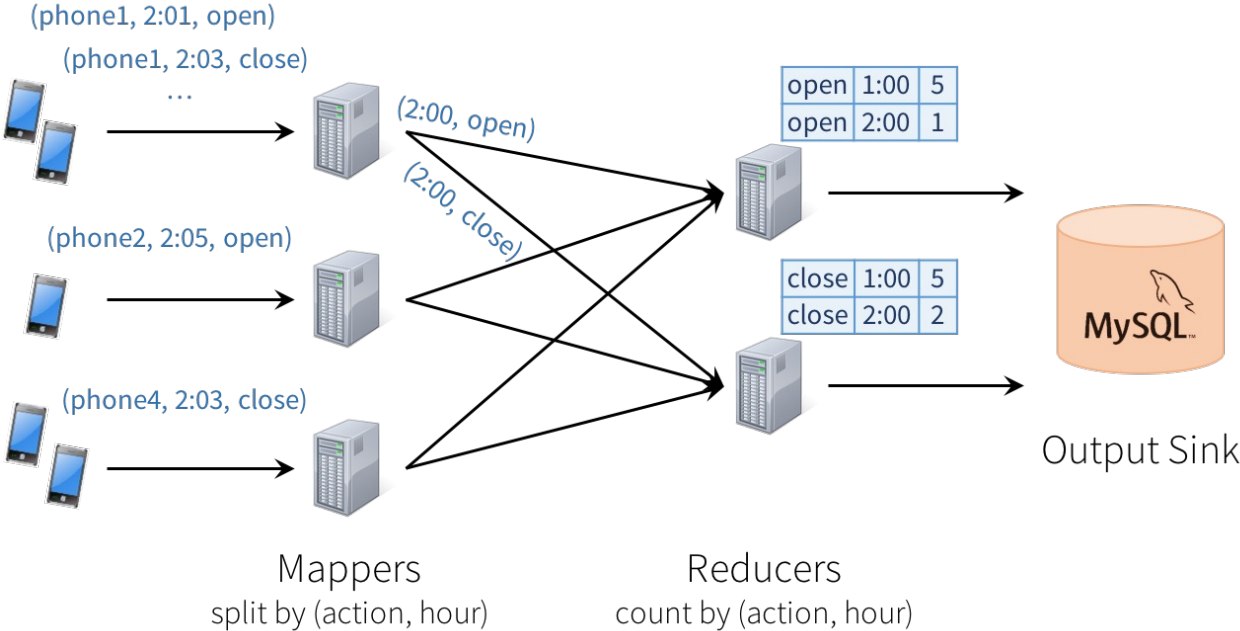 (phone1, 2:01, open)
(phone1, 2:03, close)
...
(phone2, 2:05, open)
(phone4, 2:03, close)
(2:00, open)
(2:00, close)
open 1:00 5
open 2:00 1
close 1:00 5
close 2:00 2
MySQL™
Output Sink
Mappers
split by (action, hour)
Reducers
count by (action, hour)